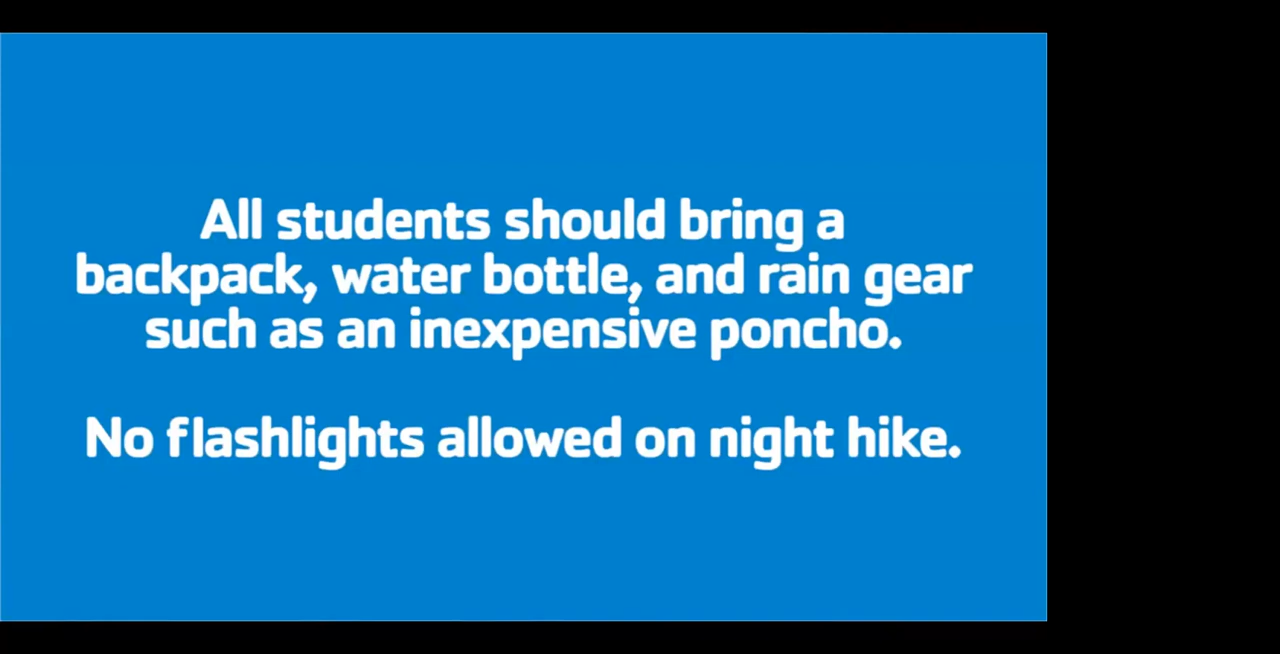 All students should bring a
backpack, water bottle, and rain gear
such as an inexpensive poncho.
No flashlights allowed on night hike.